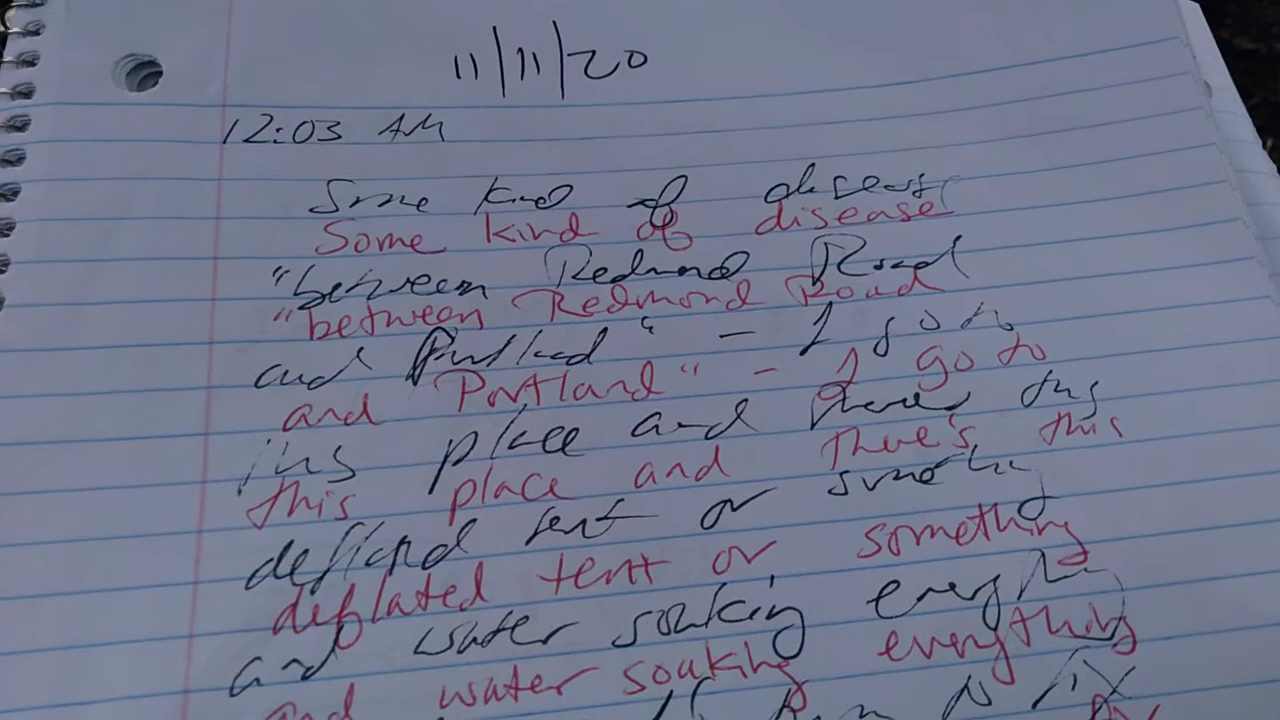 11/11/20
12:03 AM
Some kind of disease
Some kind of disease
"between Redmond Road
"between Redmond Road
and Portland" - I go to
and Portland" - I go to
this place and there's this
this place and there's this
deflated tent or something
deflated tent or something
and water soaking everything
and water soaking everything